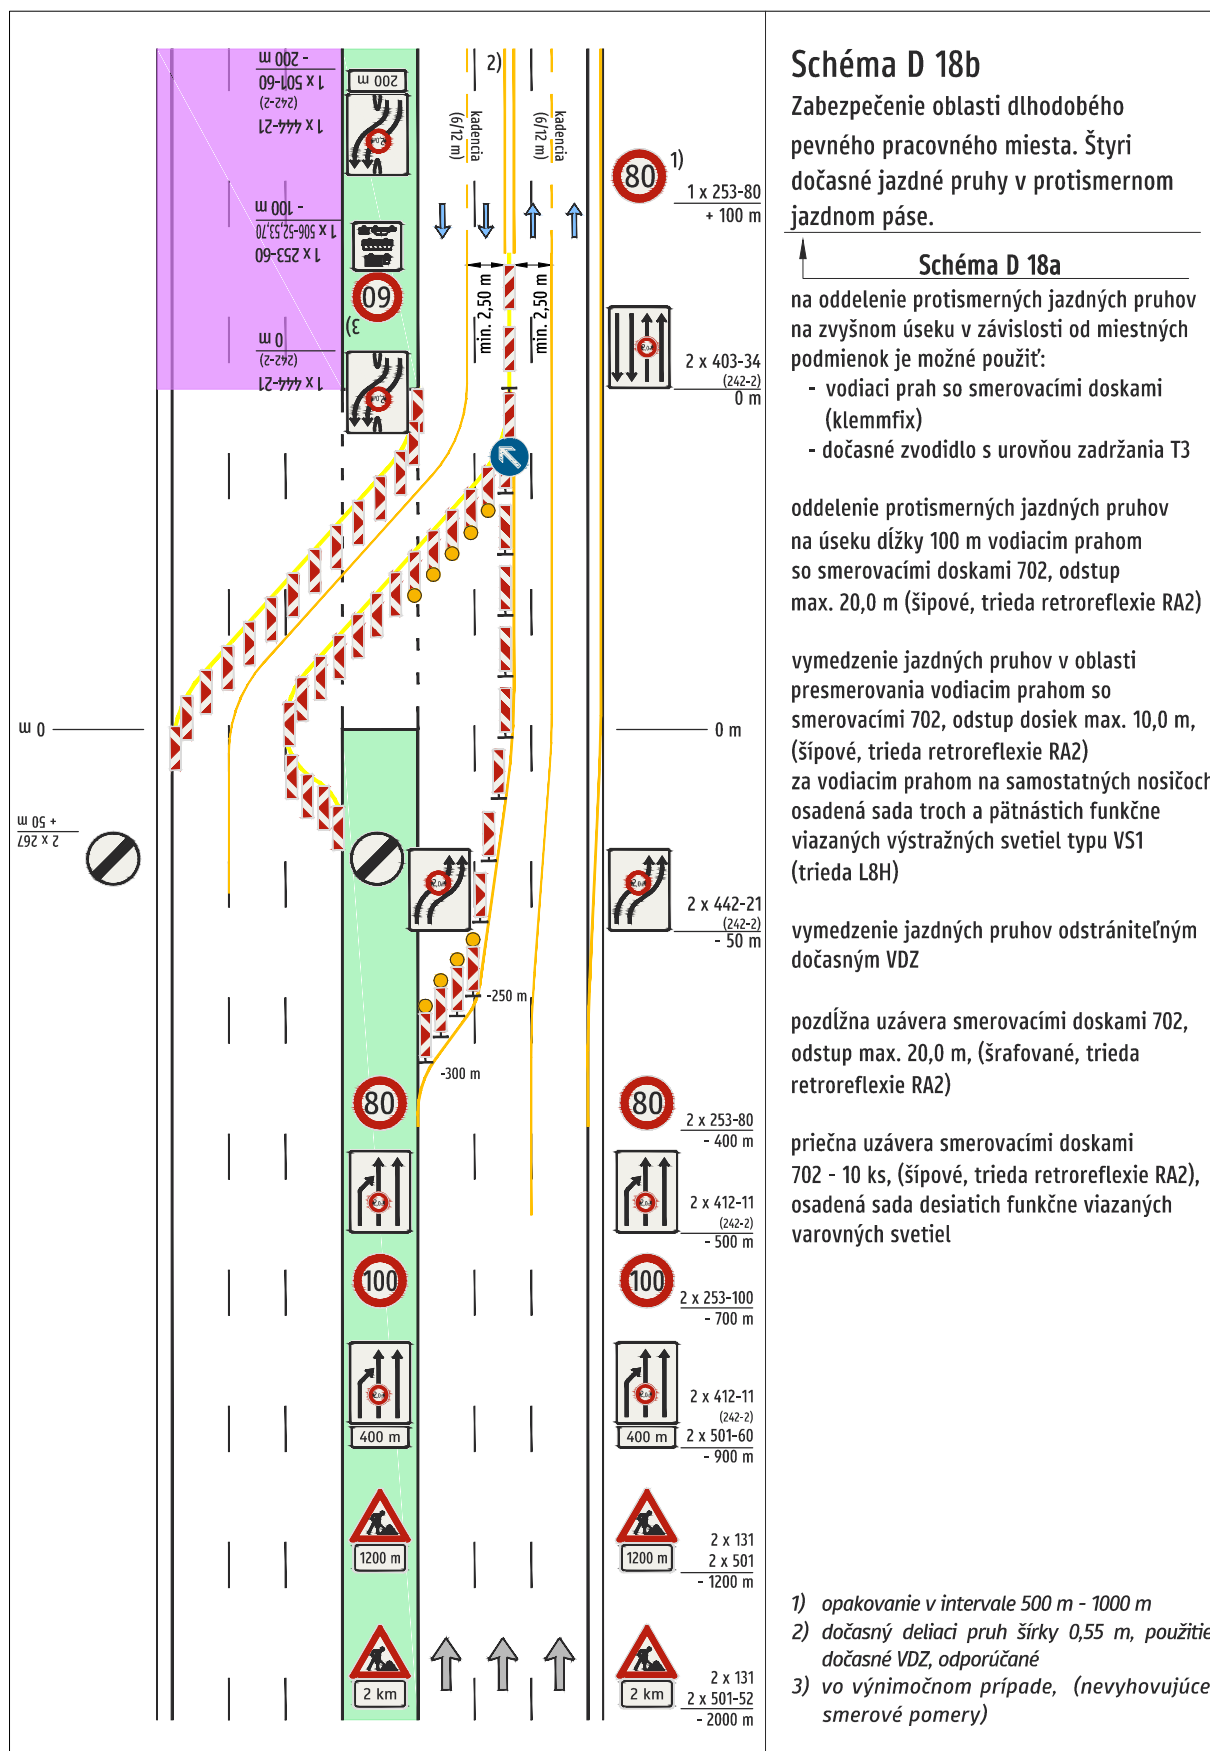 Schéma D 18b
Zabezpečenie oblasti dlhodobého
pevného pracovného miesta. Štyri
dočasné jazdné pruhy v protismernom
jazdnom páse.
Schéma D 18a
na oddelenie protismerných jazdných pruhov
na zvyšnom úseku v závislosti od miestných
podmienok je možné použiť:
- vodiaci prah so smerovacími doskami
(klemmfix)
- dočasné zvodidlo s urovňou zadržània T3
oddelenie protismerných jazdných pruhov
na úseku dĺžky 100 m vodiacim prahom
so smerovacími doskami 702, odstup
max. 20,0 m (šipové, trieda retroreflexie RA2)
vymedzenie jazdných pruhov v oblasti
presmerovania vodiacim prahom so
smerovacími 702, odstup dosiek max. 10,0 m,
(šípové, trieda retroreflexie RA2)
za vodiacim prahom na samostatných nosičoch
osadená sada troch a pätnástich funkčne
viazaných výstražných svetiel typu VS1
(trieda L8H)
vymedzenie jazdných pruhov odstrániteľným
dočasným VDZ
pozdĺžna uzávera smerovacími doskami 702,
odstup max. 20,0 m, (šrafované, trieda
retroreflexie RA2)
priečna uzávera smerovacími doskami
702 - 10 ks, (šípové, trieda retroreflexie RA2),
osadená sada desiatich funkčne viazaných
varovných svetiel
1) opakovanie v intervale 500 m - 1000 m
2) dočasný deliaci pruh šírky 0,55 m, použitie
dočasné VDZ, odporúčané
3) vo výnimočnom prípade, (nevyhovujúce
smerové pomery)
- 200 m
1 x 501-60
(242-2)
1 x 444-21
200 m
2)
kadencia
(6/12 m)
kadencia
(6/12 m)
80
1)
1 x 253-80
+ 100 m
- 100 m
1 x 506-52,53,70
1 x 253-60
60
3)
min. 2,50 m
min. 2,50 m
0 m
(242-2)
1 x 444-21
2 x 403-34
(242-2)
0 m
0 m
0 m
+ 50 m
2 x 267
2 x 442-21
(242-2)
- 50 m
-250 m
-300 m
80
80
2 x 253-80
- 400 m
2 x 412-11
(242-2)
- 500 m
100
100
2 x 253-100
- 700 m
2 x 412-11
(242-2)
400 m
400 m
2 x 501-60
- 900 m
1200 m
1200 m
2 x 131
2 x 501
- 1200 m
2 km
2 km
2 x 131
2 x 501-52
- 2000 m